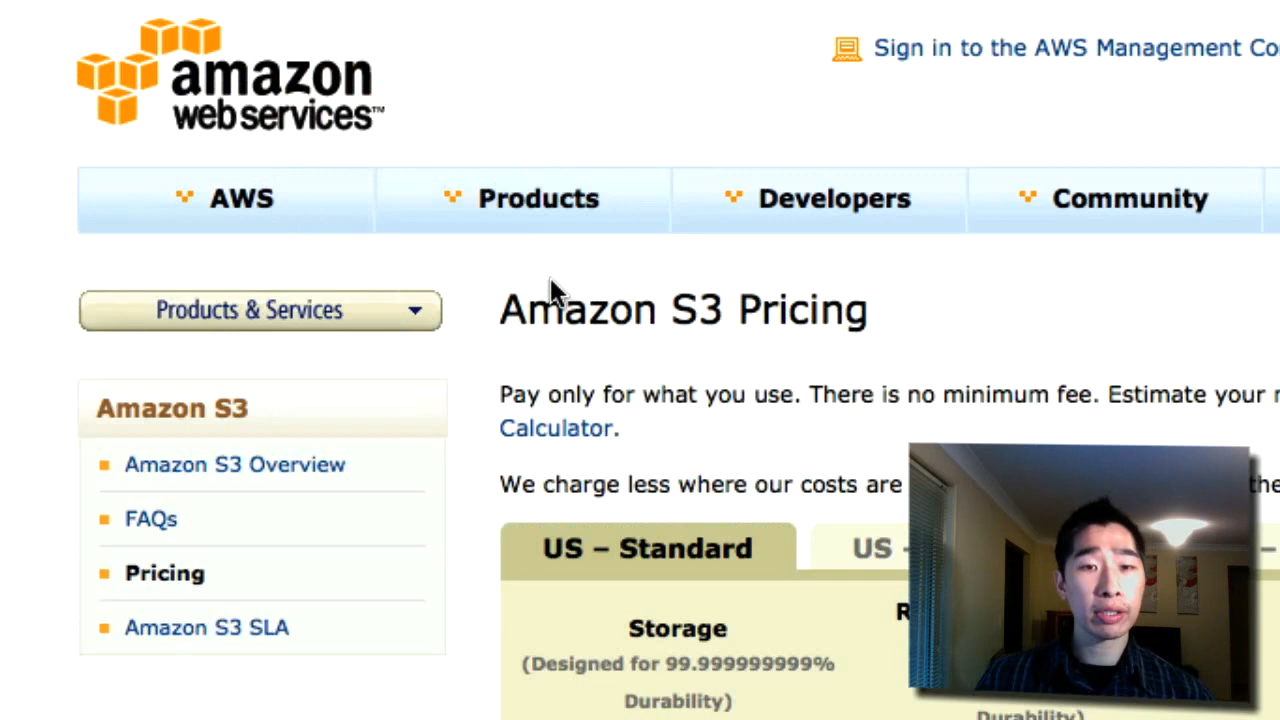 amazon
web services™
Sign in to the AWS Management Co
AWS
Products
Developers
Community
Products & Services
Amazon S3 Pricing
Amazon S3
Amazon S3 Overview
FAQs
Pricing
Amazon S3 SLA
Pay only for what you use. There is no minimum fee. Estimate your
Calculator.
We charge less where our costs are
US – Standard
US –
Storage
(Designed for 99.999999999%
Durability)
Durability)